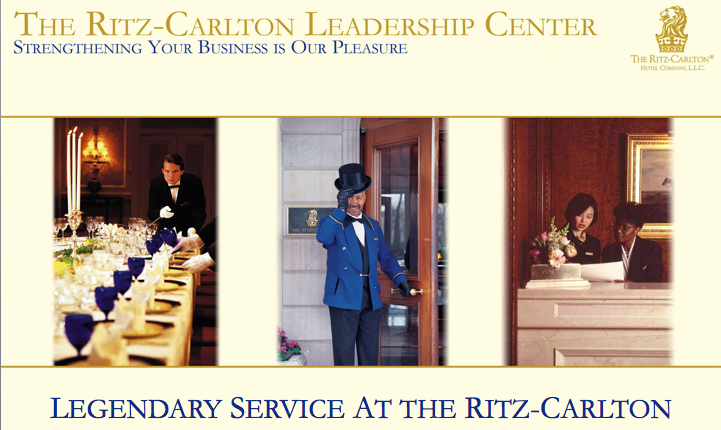 THE RITZ-CARLTON LEADERSHIP CENTER
STRENGTHENING YOUR BUSINESS IS OUR PLEASURE
THE RITZ-CARLTON®
HOTEL COMPANY, L.L.C.
LEGENDARY SERVICE AT THE RITZ-CARLTON